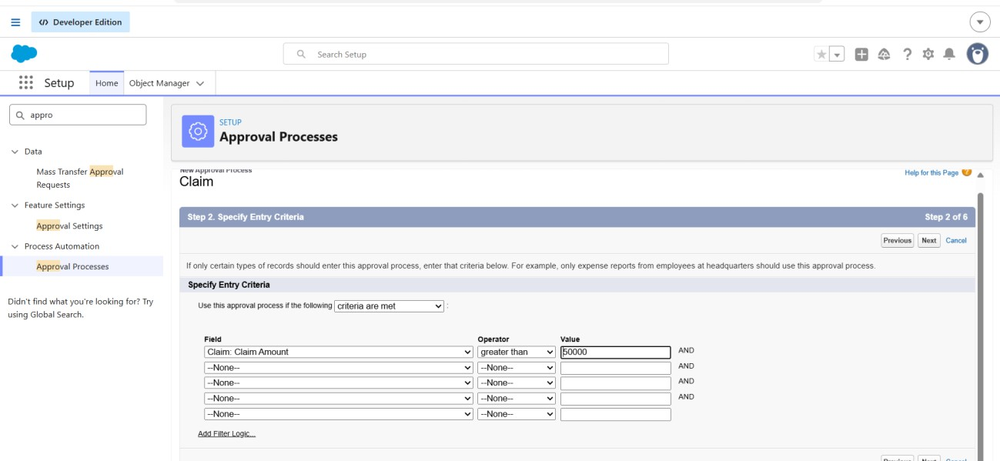 Developer Edition
Search Setup
Setup
Home
Object Manager
appro
Data
Mass Transfer Approval
Requests
Feature Settings
Approval Settings
Process Automation
Approval Processes
Didn't find what you're looking for? Try
using Global Search.
SETUP
Approval Processes
New Approval Process
Claim
Help for this Page
Step 2. Specify Entry Criteria Step 2 of 6
Previous Next Cancel
If only certain types of records should enter this approval process, enter that criteria below. For example, only expense reports from employees at headquarters should use this approval process.
Specify Entry Criteria
Use this approval process if the following criteria are met :
Field Operator Value
Claim: Claim Amount greater than 50000 AND
--None-- --None-- AND
--None-- --None-- AND
--None-- --None-- AND
--None-- --None--
Add Filter Logic...
Previous Next Cancel